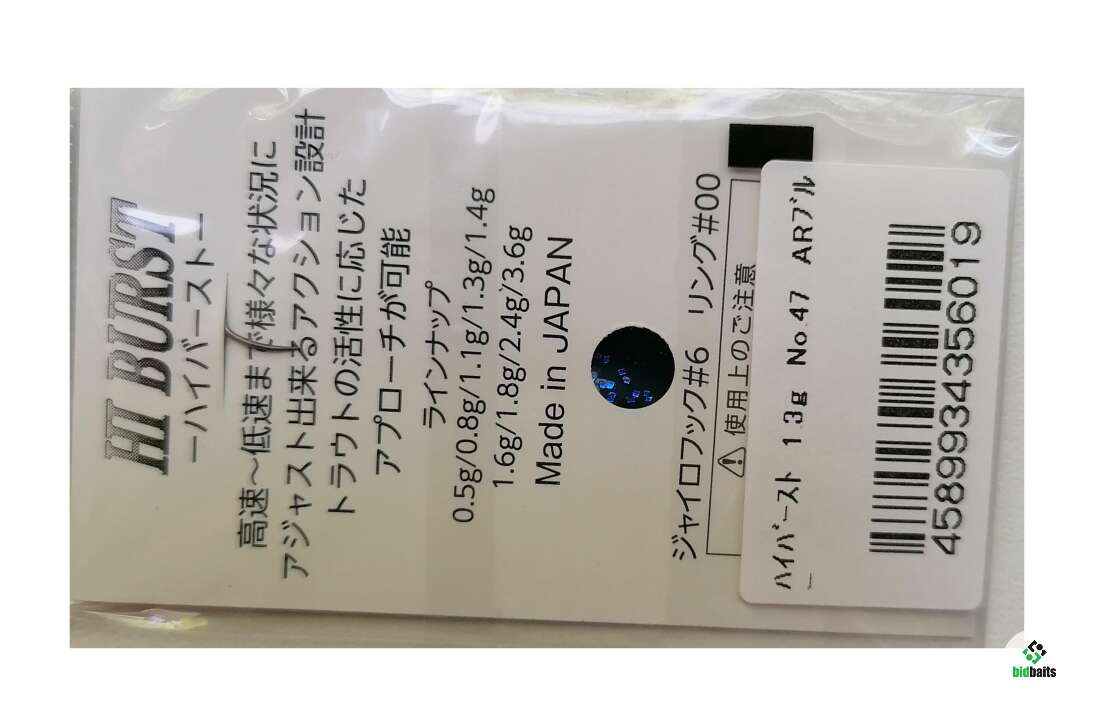 HI BURST
ーハイバーストー
高速～低速まで様々な状況に
アジャスト出来るアクション設計
トラウトの活性に応じた
アプローチが可能
ラインナップ
0.5g/0.8g/1.1g/1.3g/1.4g
1.6g/1.8g/2.4g/3.6g
Made in JAPAN
ジャイロフック#6 リング#00
使用上のご注意
ハイバースト 1.3g No.47 ARブル
ー
4589934356019
bidbaits